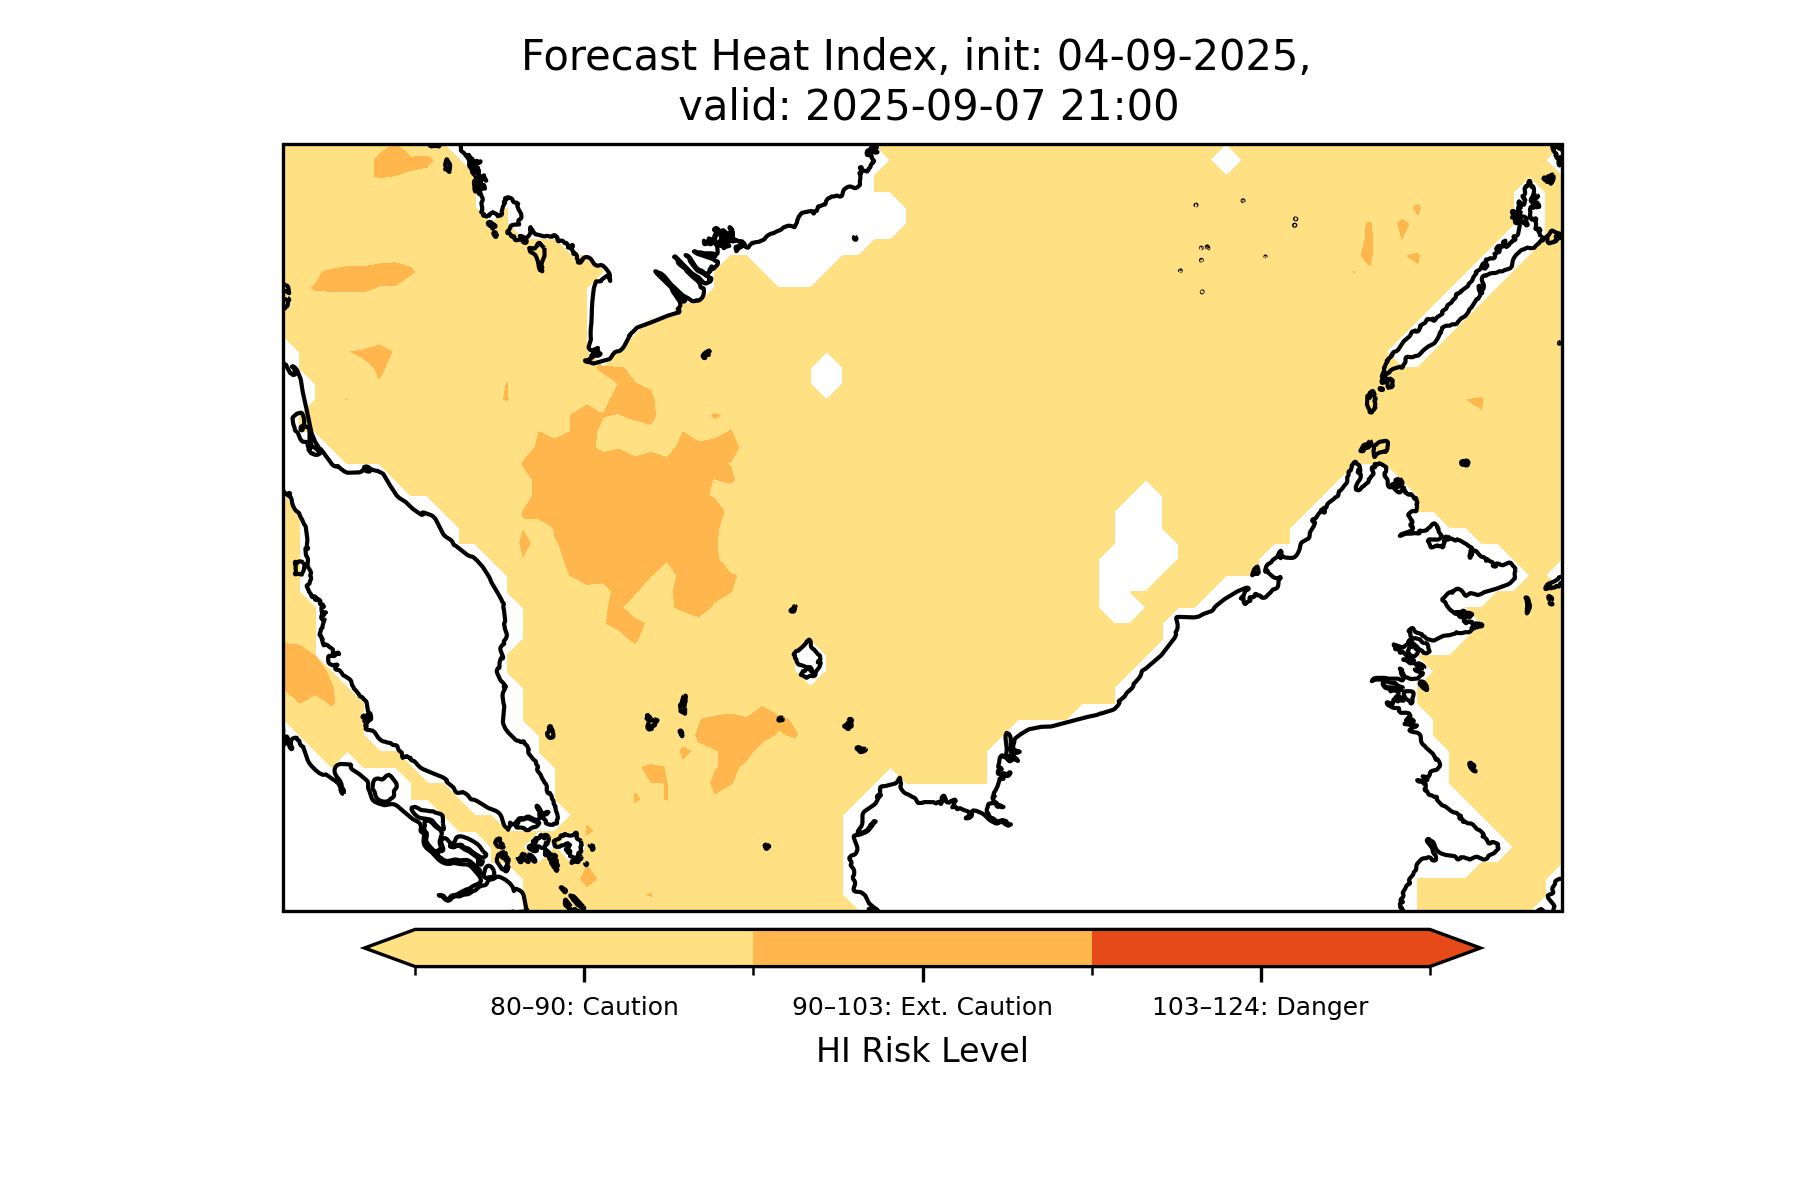 Forecast Heat Index, init: 04-09-2025,
valid: 2025-09-07 21:00
80–90: Caution
90–103: Ext. Caution
103–124: Danger
HI Risk Level